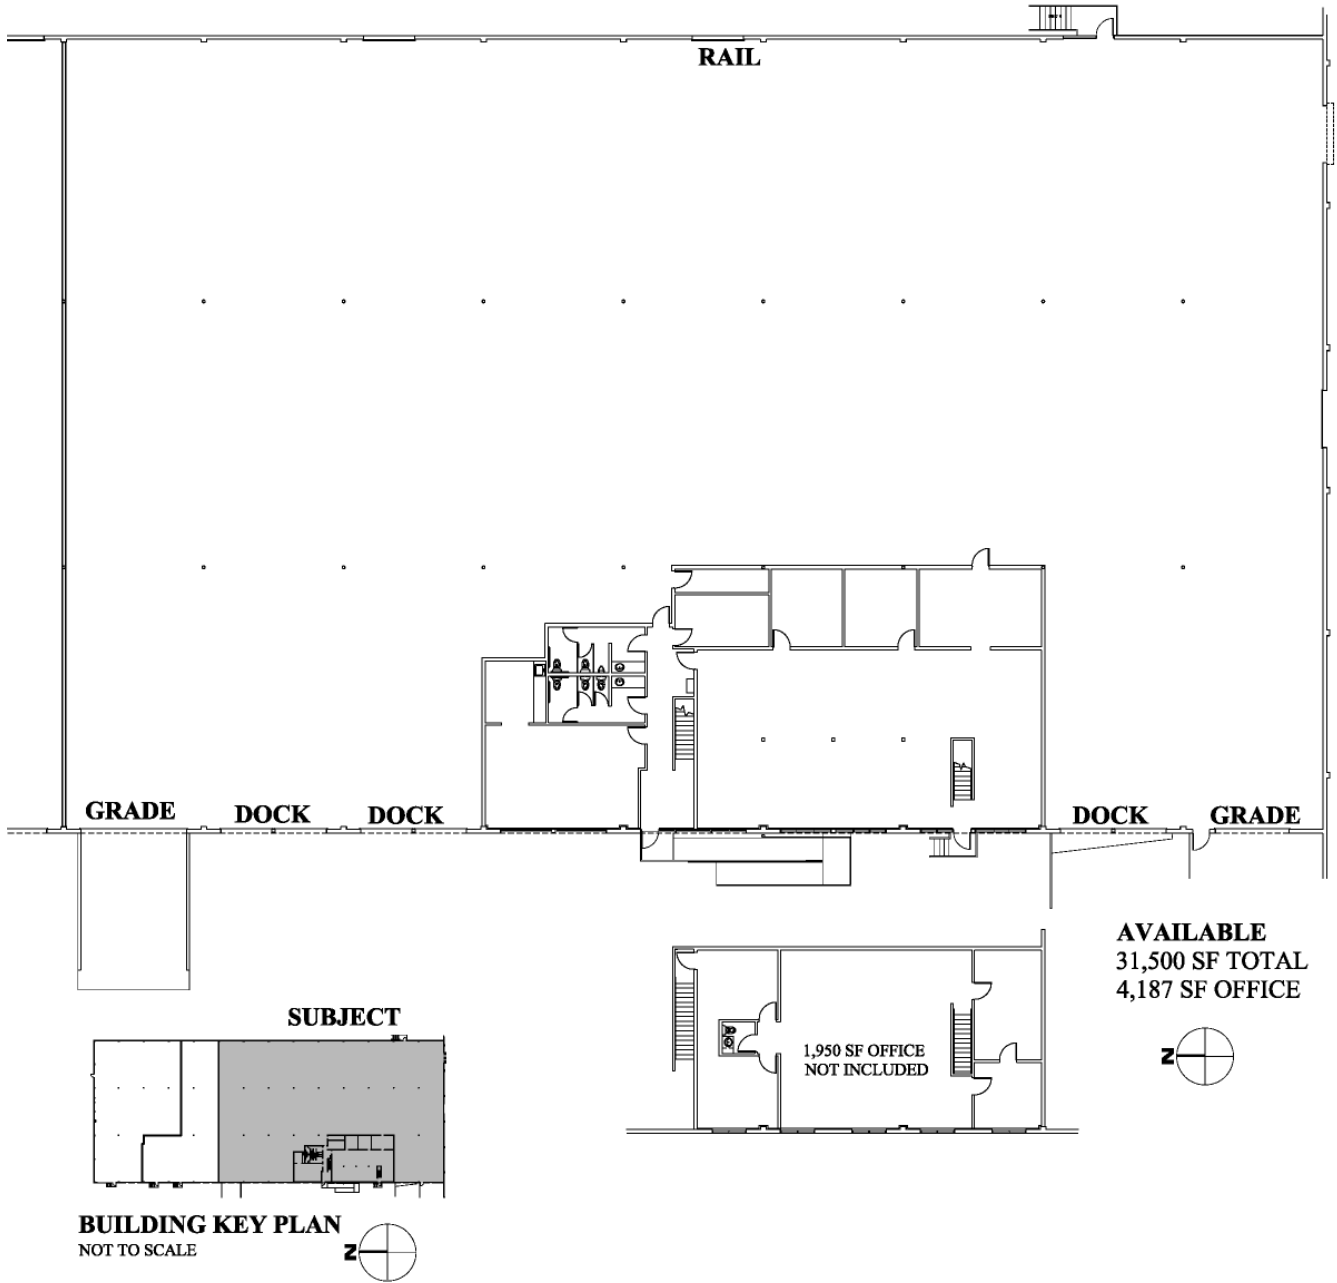 RAIL
GRADE
DOCK
DOCK
DOCK
GRADE
AVAILABLE
31,500 SF TOTAL
4,187 SF OFFICE
N
SUBJECT
1,950 SF OFFICE
NOT INCLUDED
BUILDING KEY PLAN
NOT TO SCALE
N